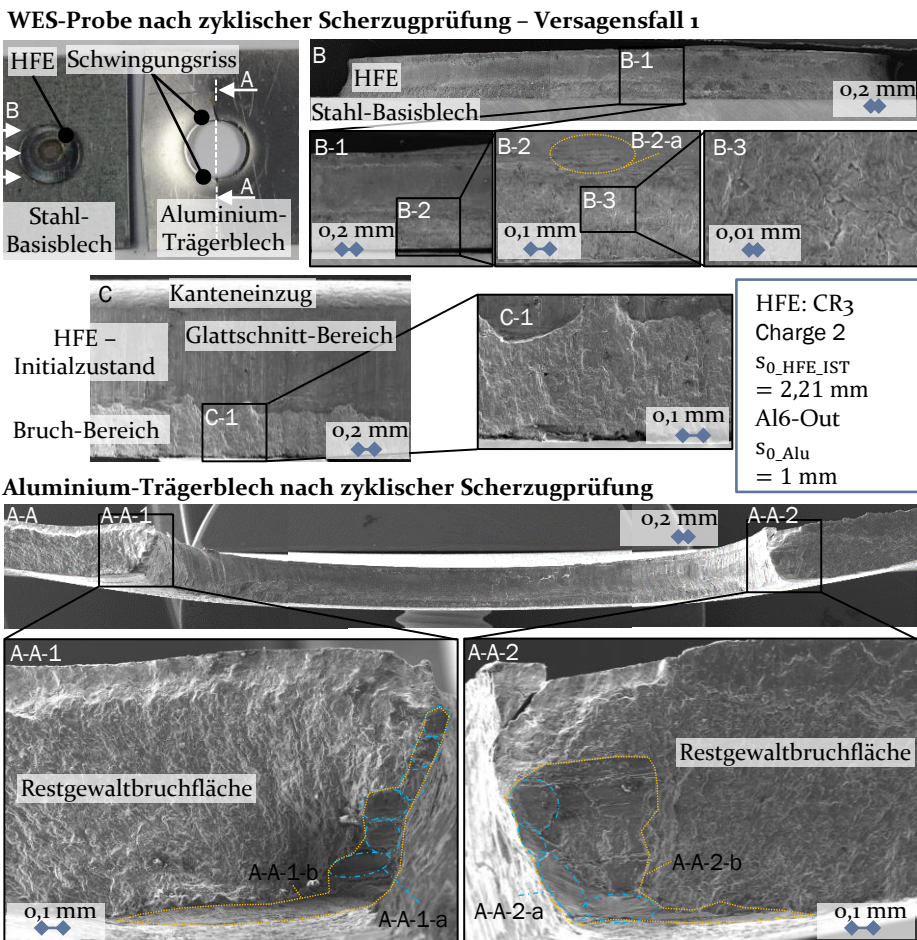 WES-Probe nach zyklischer Scherzugprüfung – Versagensfall 1
HFE
Schwingungsriss
A
B
A
Stahl-
Basisblech
Aluminium-
Trägerblech
B
HFE
B-1
Stahl-Basisblech
0,2 mm
B-1
B-2
0,2 mm
B-2
B-2-a
B-3
0,1 mm
B-3
0,01 mm
C
Kanteneinzug
HFE –
Initialzustand
Glattschnitt-Bereich
C-1
Bruch-Bereich
0,2 mm
C-1
0,1 mm
HFE: CR3
Charge 2
s0_HFE_IST
= 2,21 mm
Al6-Out
s0_Alu
= 1 mm
Aluminium-Trägerblech nach zyklischer Scherzugprüfung
A-A
A-A-1
0,2 mm
A-A-2
A-A-1
Restgewaltbruchfläche
A-A-1-b
A-A-1-a
0,1 mm
A-A-2
Restgewaltbruchfläche
A-A-2-b
A-A-2-a
0,1 mm